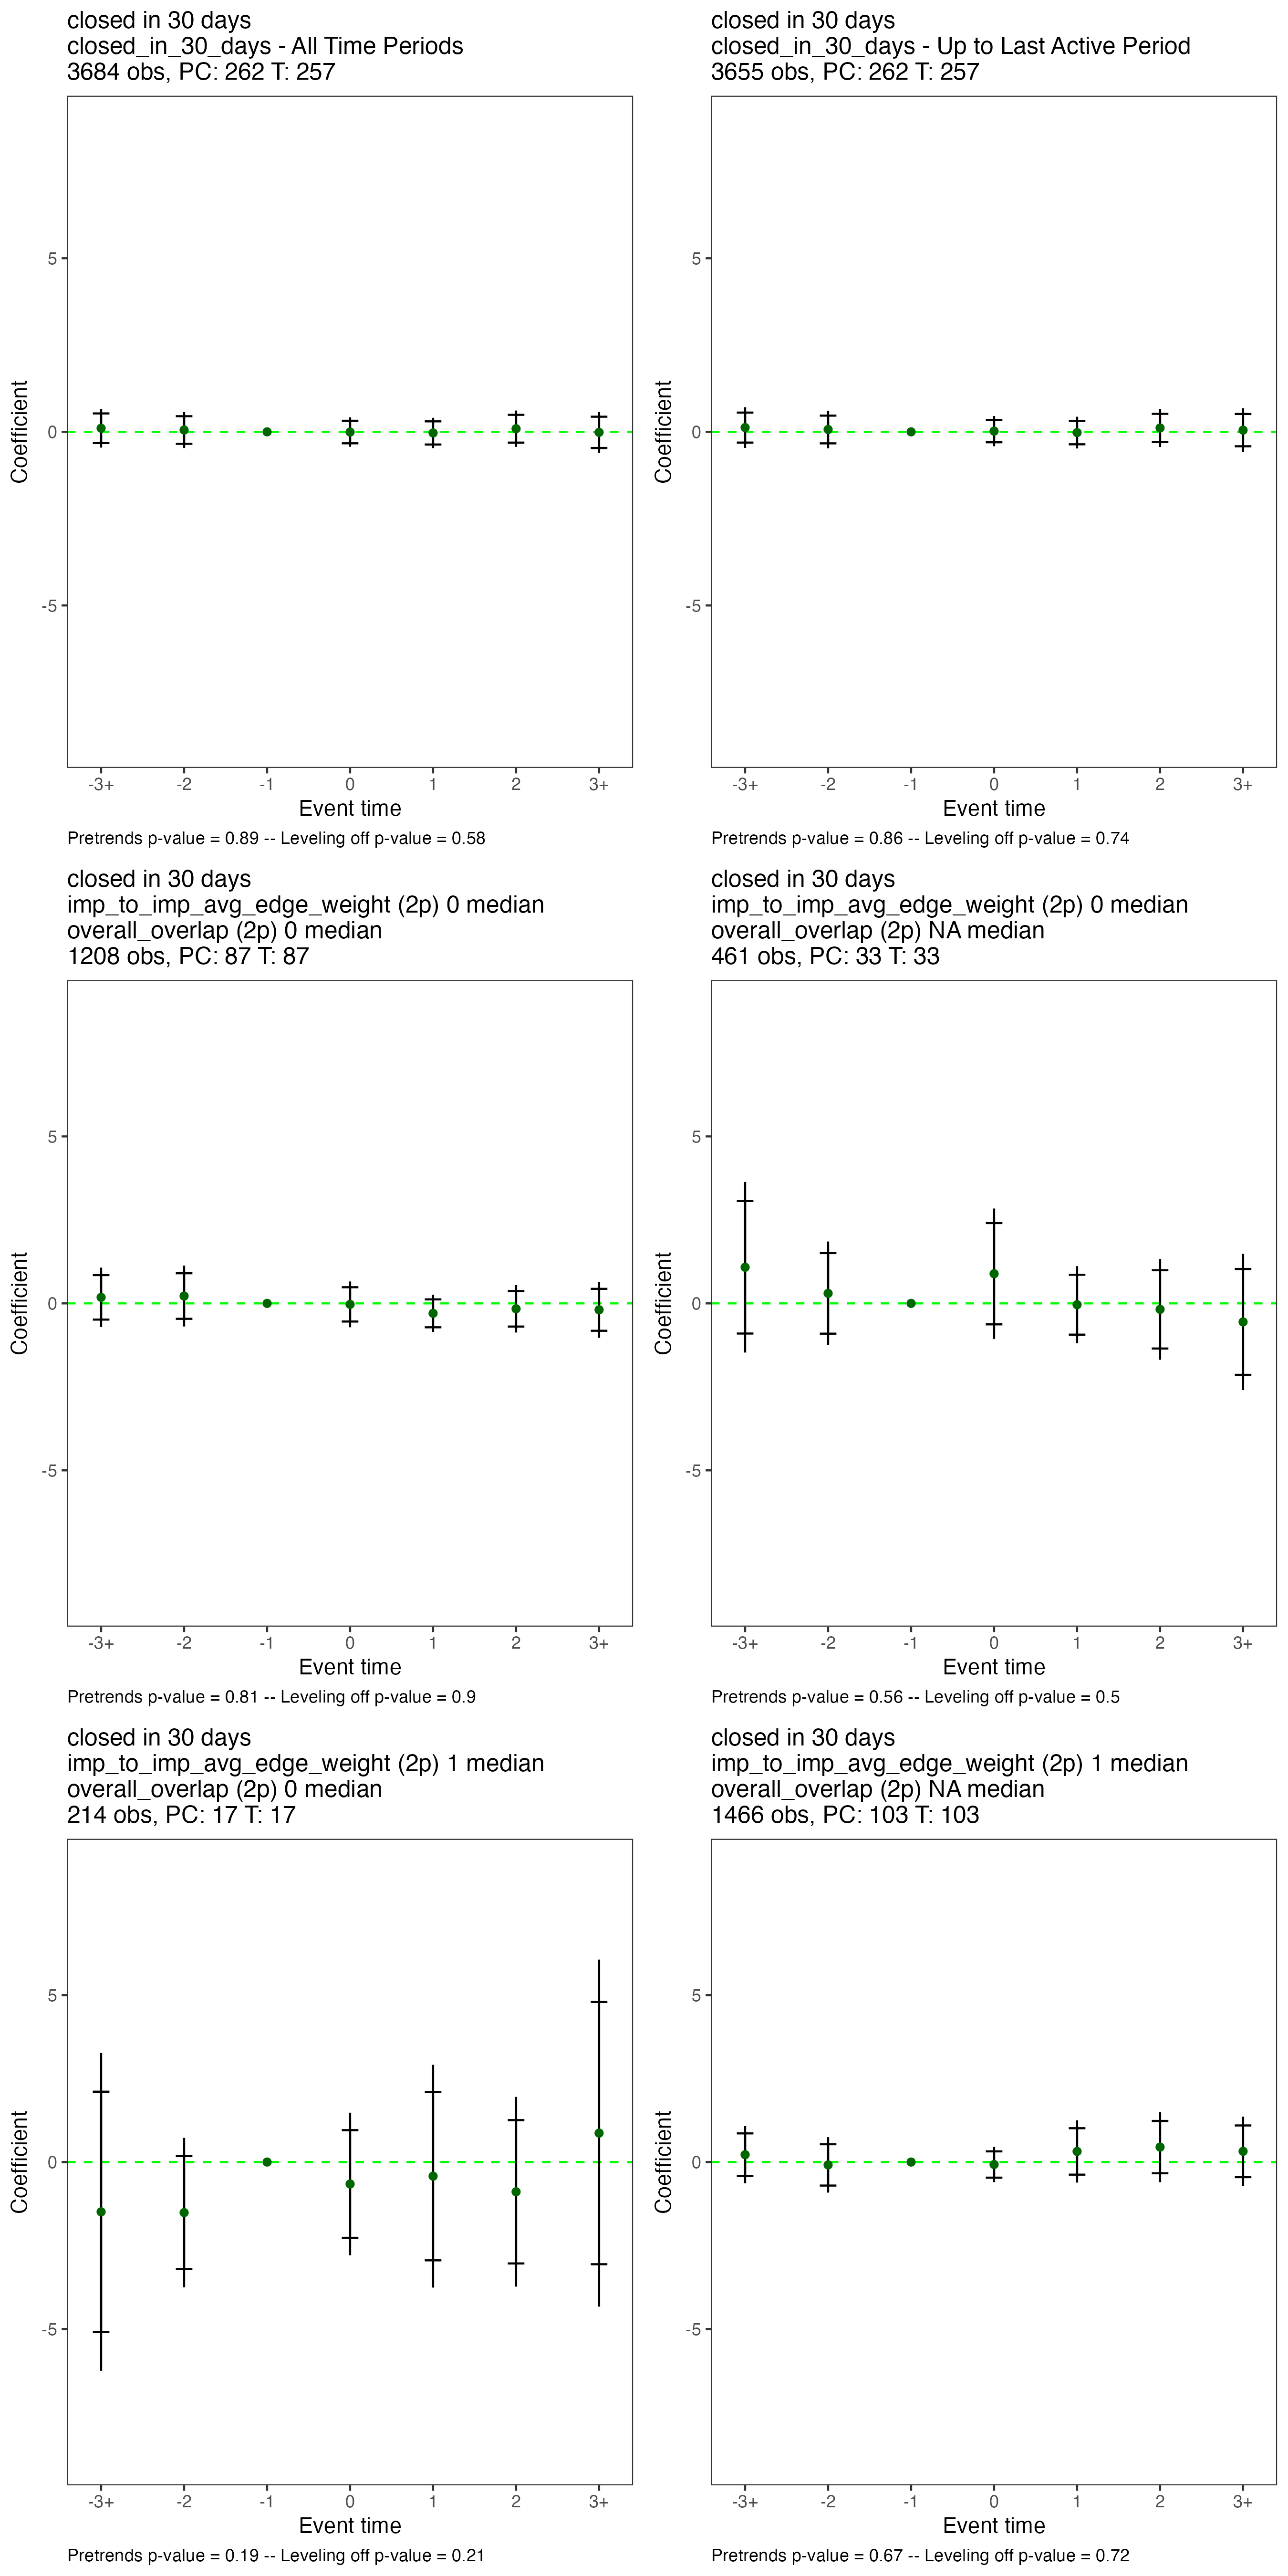 closed in 30 days
closed_in_30_days - All Time Periods
3684 obs, PC: 262 T: 257
Coefficient
5
0
-5
-3+ -2 -1 0 1 2 3+
Event time
Pretrends p-value = 0.89 -- Leveling off p-value = 0.58
closed in 30 days
closed_in_30_days - Up to Last Active Period
3655 obs, PC: 262 T: 257
Coefficient
5
0
-5
-3+ -2 -1 0 1 2 3+
Event time
Pretrends p-value = 0.86 -- Leveling off p-value = 0.74
closed in 30 days
imp_to_imp_avg_edge_weight (2p) 0 median
overall_overlap (2p) 0 median
1208 obs, PC: 87 T: 87
Coefficient
5
0
-5
-3+ -2 -1 0 1 2 3+
Event time
Pretrends p-value = 0.81 -- Leveling off p-value = 0.9
closed in 30 days
imp_to_imp_avg_edge_weight (2p) 0 median
overall_overlap (2p) NA median
461 obs, PC: 33 T: 33
Coefficient
5
0
-5
-3+ -2 -1 0 1 2 3+
Event time
Pretrends p-value = 0.56 -- Leveling off p-value = 0.5
closed in 30 days
imp_to_imp_avg_edge_weight (2p) 1 median
overall_overlap (2p) 0 median
214 obs, PC: 17 T: 17
Coefficient
5
0
-5
-3+ -2 -1 0 1 2 3+
Event time
Pretrends p-value = 0.19 -- Leveling off p-value = 0.21
closed in 30 days
imp_to_imp_avg_edge_weight (2p) 1 median
overall_overlap (2p) NA median
1466 obs, PC: 103 T: 103
Coefficient
5
0
-5
-3+ -2 -1 0 1 2 3+
Event time
Pretrends p-value = 0.67 -- Leveling off p-value = 0.72